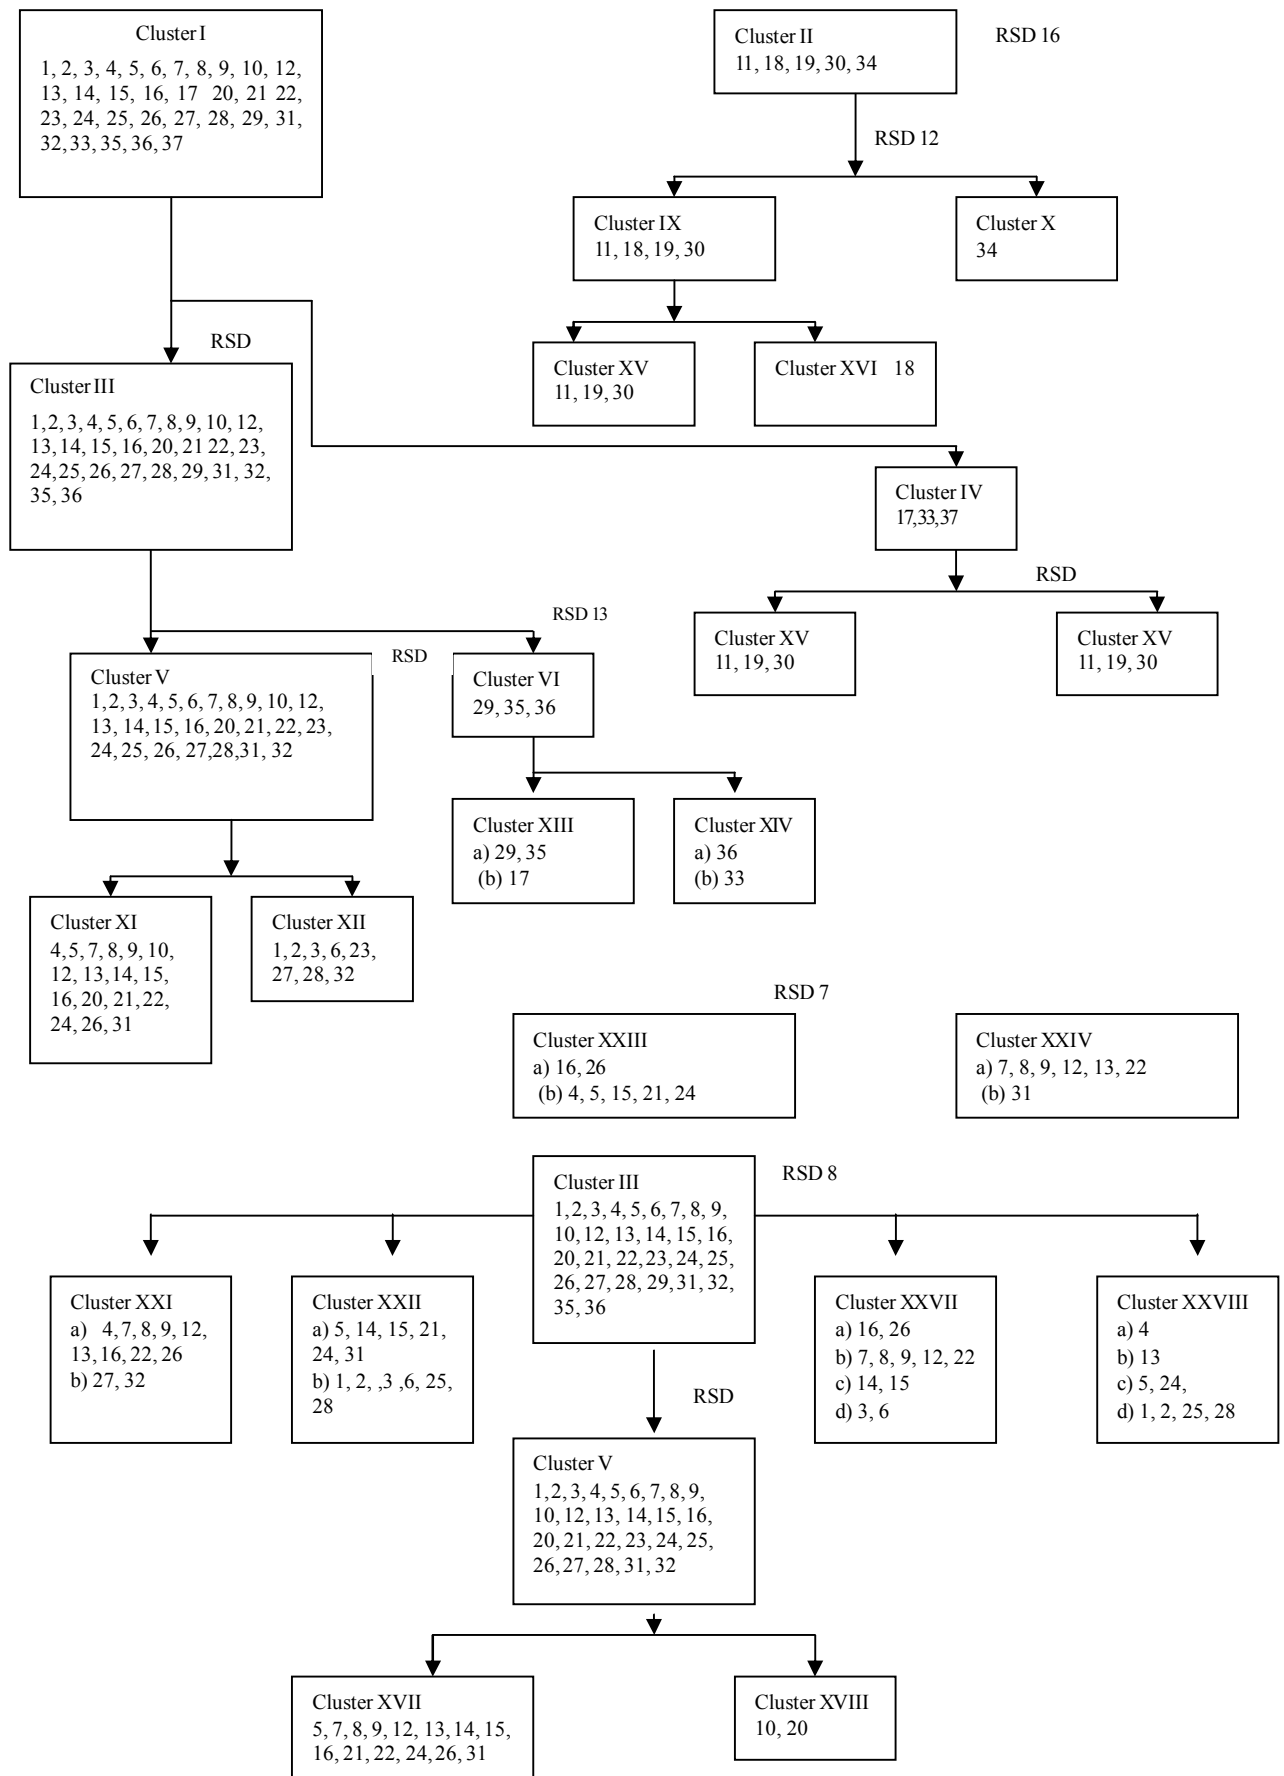 Cluster I
1, 2, 3, 4, 5, 6, 7, 8, 9, 10, 12,
13, 14, 15, 16, 17 20, 21 22,
23, 24, 25, 26, 27, 28, 29, 31,
32, 33, 35, 36, 37
Cluster II
11, 18, 19, 30, 34
RSD 16
RSD 12
Cluster IX
11, 18, 19, 30
Cluster X
34
RSD
Cluster XV
11, 19, 30
Cluster XVI 18
Cluster III
1, 2, 3, 4, 5, 6, 7, 8, 9, 10, 12,
13, 14, 15, 16, 20, 21 22, 23,
24, 25, 26, 27, 28, 29, 31, 32,
35, 36
Cluster IV
17,33,37
RSD
Cluster XV
11, 19, 30
Cluster XV
11, 19, 30
RSD 13
RSD
Cluster V
1, 2, 3, 4, 5, 6, 7, 8, 9, 10, 12,
13, 14, 15, 16, 20, 21, 22, 23,
24, 25, 26, 27,28,31, 32
Cluster VI
29, 35, 36
Cluster XIII
a) 29, 35
(b) 17
Cluster XIV
a) 36
(b) 33
Cluster XI
4, 5, 7, 8, 9, 10,
12, 13, 14, 15,
16, 20, 21, 22,
24, 26, 31
Cluster XII
1, 2, 3, 6, 23,
27, 28, 32
RSD 7
Cluster XXIII
a) 16, 26
(b) 4, 5, 15, 21, 24
Cluster XXIV
a) 7, 8, 9, 12, 13, 22
(b) 31
Cluster III
1, 2, 3, 4, 5, 6, 7, 8, 9,
10, 12, 13, 14, 15, 16,
20, 21, 22, 23, 24, 25,
26, 27, 28, 29, 31, 32,
35, 36
RSD 8
Cluster XXI
a) 4, 7, 8, 9, 12,
13, 16, 22, 26
b) 27, 32
Cluster XXII
a) 5, 14, 15, 21,
24, 31
b) 1, 2, ,3 ,6, 25,
28
Cluster XXVII
a) 16, 26
b) 7, 8, 9, 12, 22
c) 14, 15
d) 3, 6
Cluster XXVIII
a) 4
b) 13
c) 5, 24,
d) 1, 2, 25, 28
RSD
Cluster V
1, 2, 3, 4, 5, 6, 7, 8, 9,
10, 12, 13, 14, 15, 16,
20, 21, 22, 23, 24, 25,
26, 27, 28, 31, 32
Cluster XVII
5, 7, 8, 9, 12, 13, 14, 15,
16, 21, 22, 24, 26, 31
Cluster XVIII
10, 20